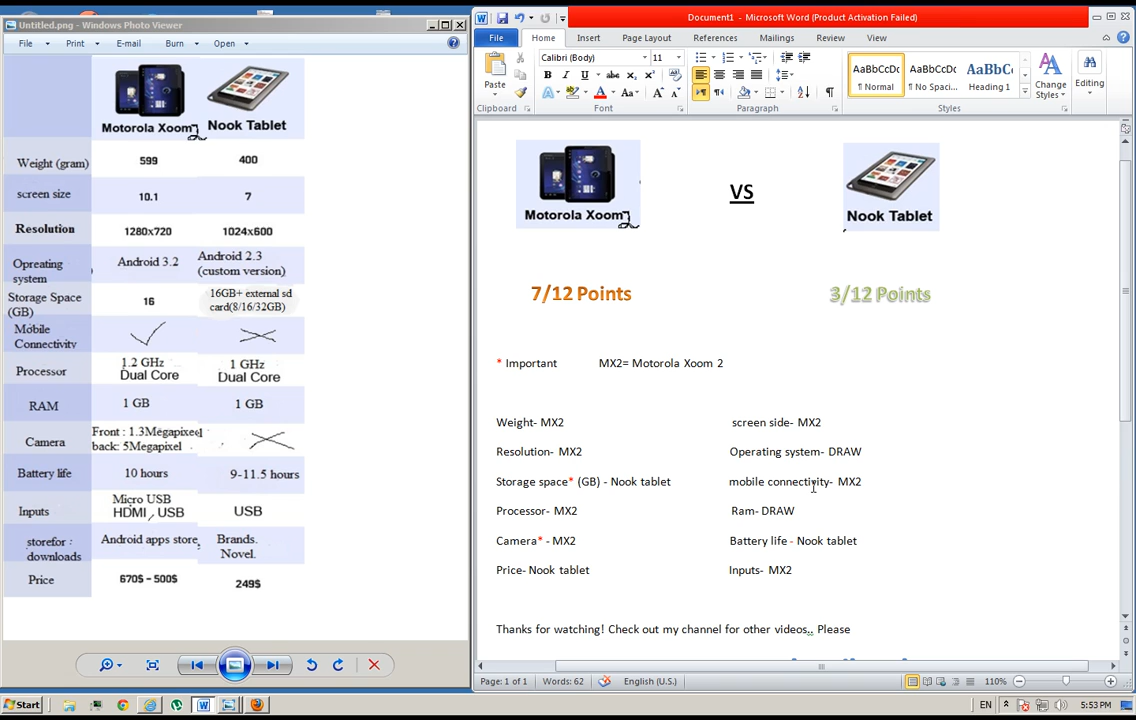 Untitled.png - Windows Photo Viewer
File Print E-mail Burn Open
Motorola Xoom 2 Nook Tablet
Weight (gram) 599 400
screen size 10.1 7
Resolution 1280x720 1024x600
Opreating system Android 3.2 Android 2.3 (custom version)
Storage Space (GB) 16 16GB+ external sd card(8/16/32GB)
Mobile Connectivity
Processor 1.2 GHz Dual Core 1 GHz Dual Core
RAM 1 GB 1 GB
Camera Front : 1.3Megapixel back: 5Megapixel
Battery life 10 hours 9-11.5 hours
Inputs Micro USB HDMI, USB USB
storefor : downloads Android apps store, Brands. Novel.
Price 670$ - 500$ 249$
Document1 - Microsoft Word (Product Activation Failed)
File Home Insert Page Layout References Mailings Review View
Paste
Calibri (Body) 11
AaBbCcDc AaBbCcDc AaBbC
¶ Normal ¶ No Spaci... Heading 1
Change Styles
Editing
Clipboard Font Paragraph Styles
Motorola Xoom 2 VS Nook Tablet
7/12 Points 3/12 Points
* Important MX2= Motorola Xoom 2
Weight- MX2 screen side- MX2
Resolution- MX2 Operating system- DRAW
Storage space* (GB) - Nook tablet mobile connectivity- MX2
Processor- MX2 Ram- DRAW
Camera* - MX2 Battery life - Nook tablet
Price- Nook tablet Inputs- MX2
Thanks for watching! Check out my channel for other videos.. Please
Page: 1 of 1 Words: 62 English (U.S.) 110%
Start EN 5:53 PM